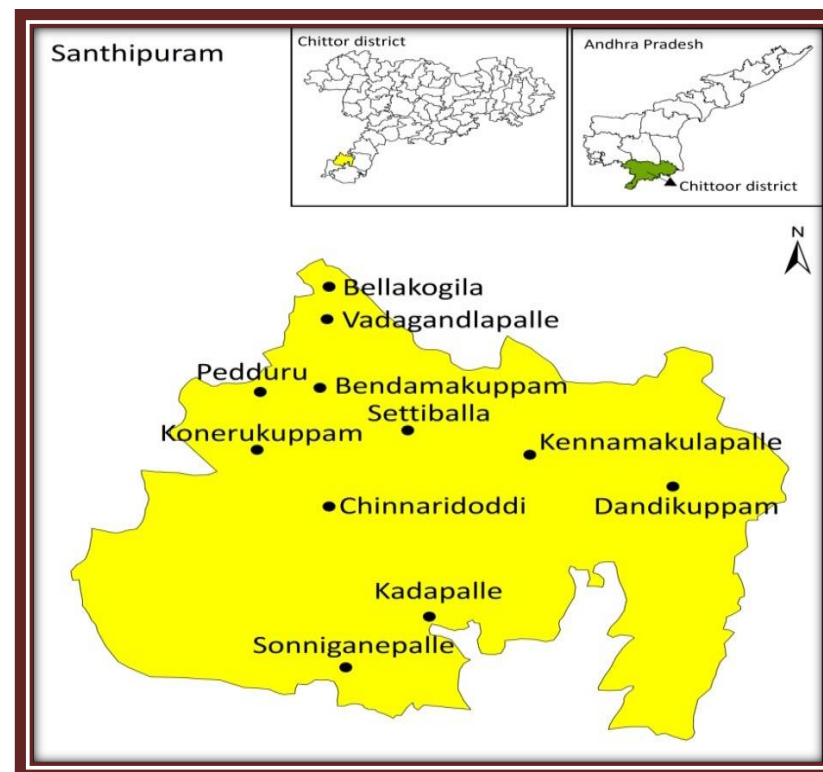 Santhipuram
Chittor district
Andhra Pradesh
Chittoor district
N
Bellakogila
Vadagandlapalle
Pedduru
Bendamakuppam
Settiballa
Konerukuppam
Kennamakulapalle
Chinnaridoddi
Dandikuppam
Kadapalle
Sonniganepalle